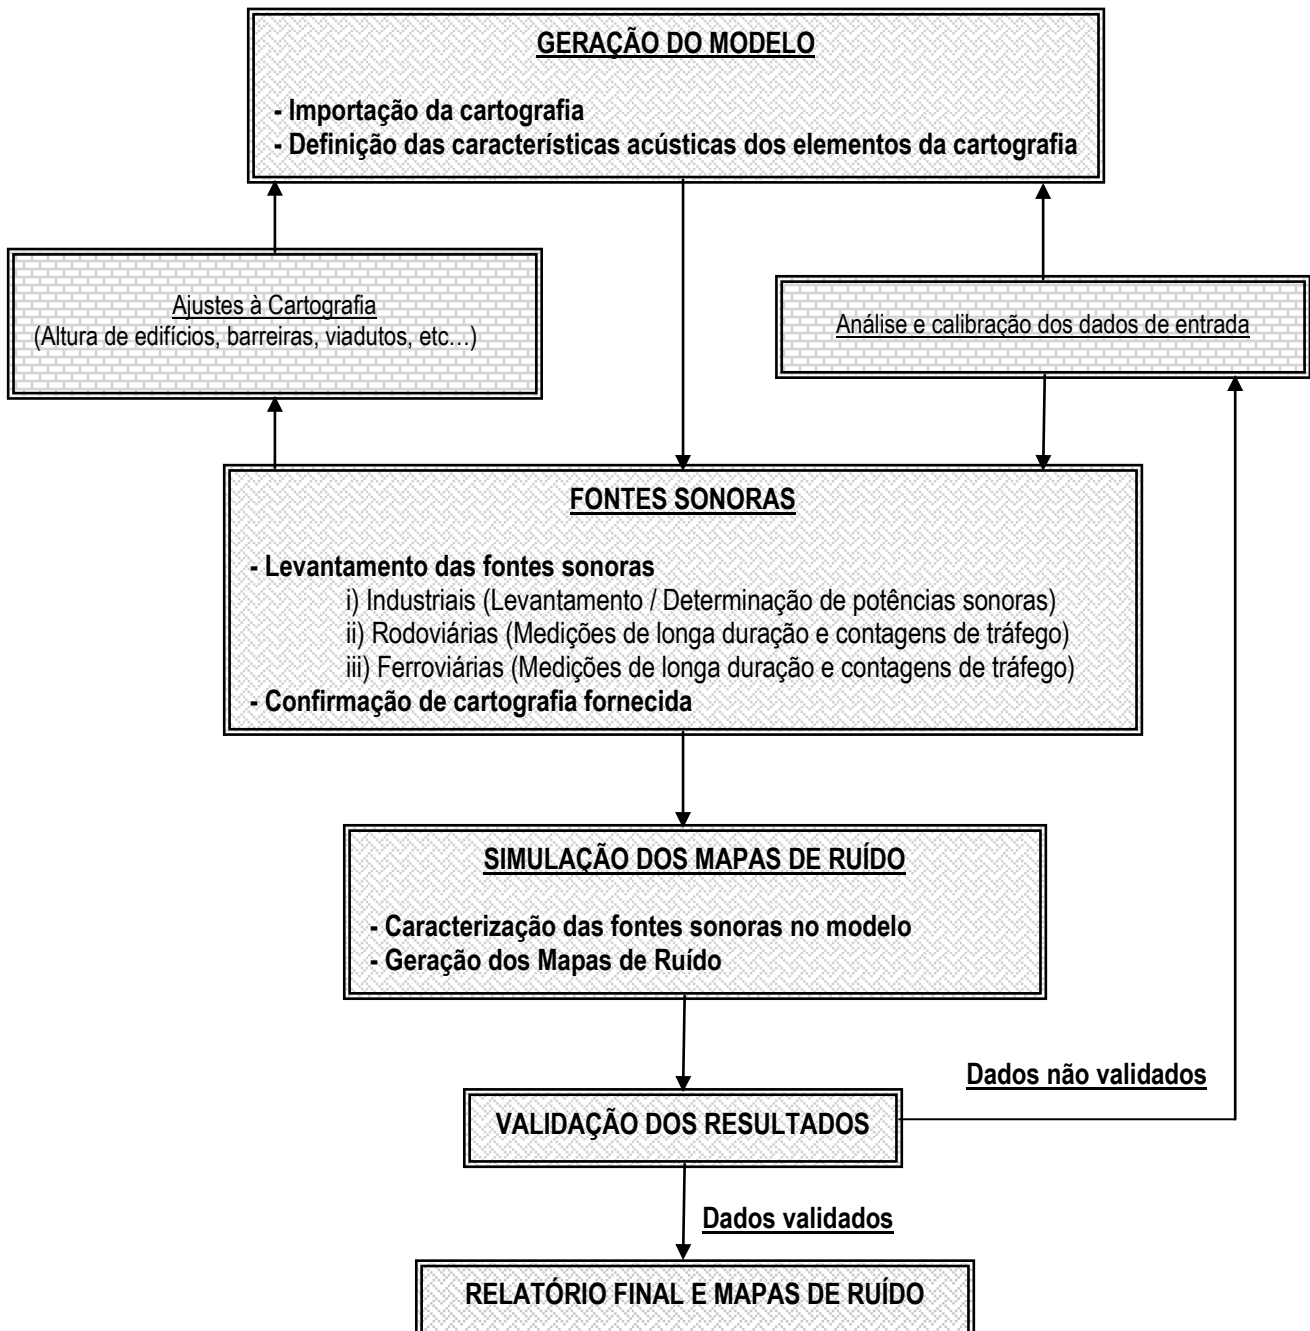 GERAÇÃO DO MODELO
- Importação da cartografia
- Definição das características acústicas dos elementos da cartografia
Ajustes à Cartografia
(Altura de edifícios, barreiras, viadutos, etc…)
Análise e calibração dos dados de entrada
FONTES SONORAS
- Levantamento das fontes sonoras
i) Industriais (Levantamento / Determinação de potências sonoras)
ii) Rodoviárias (Medições de longa duração e contagens de tráfego)
iii) Ferroviárias (Medições de longa duração e contagens de tráfego)
- Confirmação de cartografia fornecida
SIMULAÇÃO DOS MAPAS DE RUÍDO
- Caracterização das fontes sonoras no modelo
- Geração dos Mapas de Ruído
Dados não validados
VALIDAÇÃO DOS RESULTADOS
Dados validados
RELATÓRIO FINAL E MAPAS DE RUÍDO